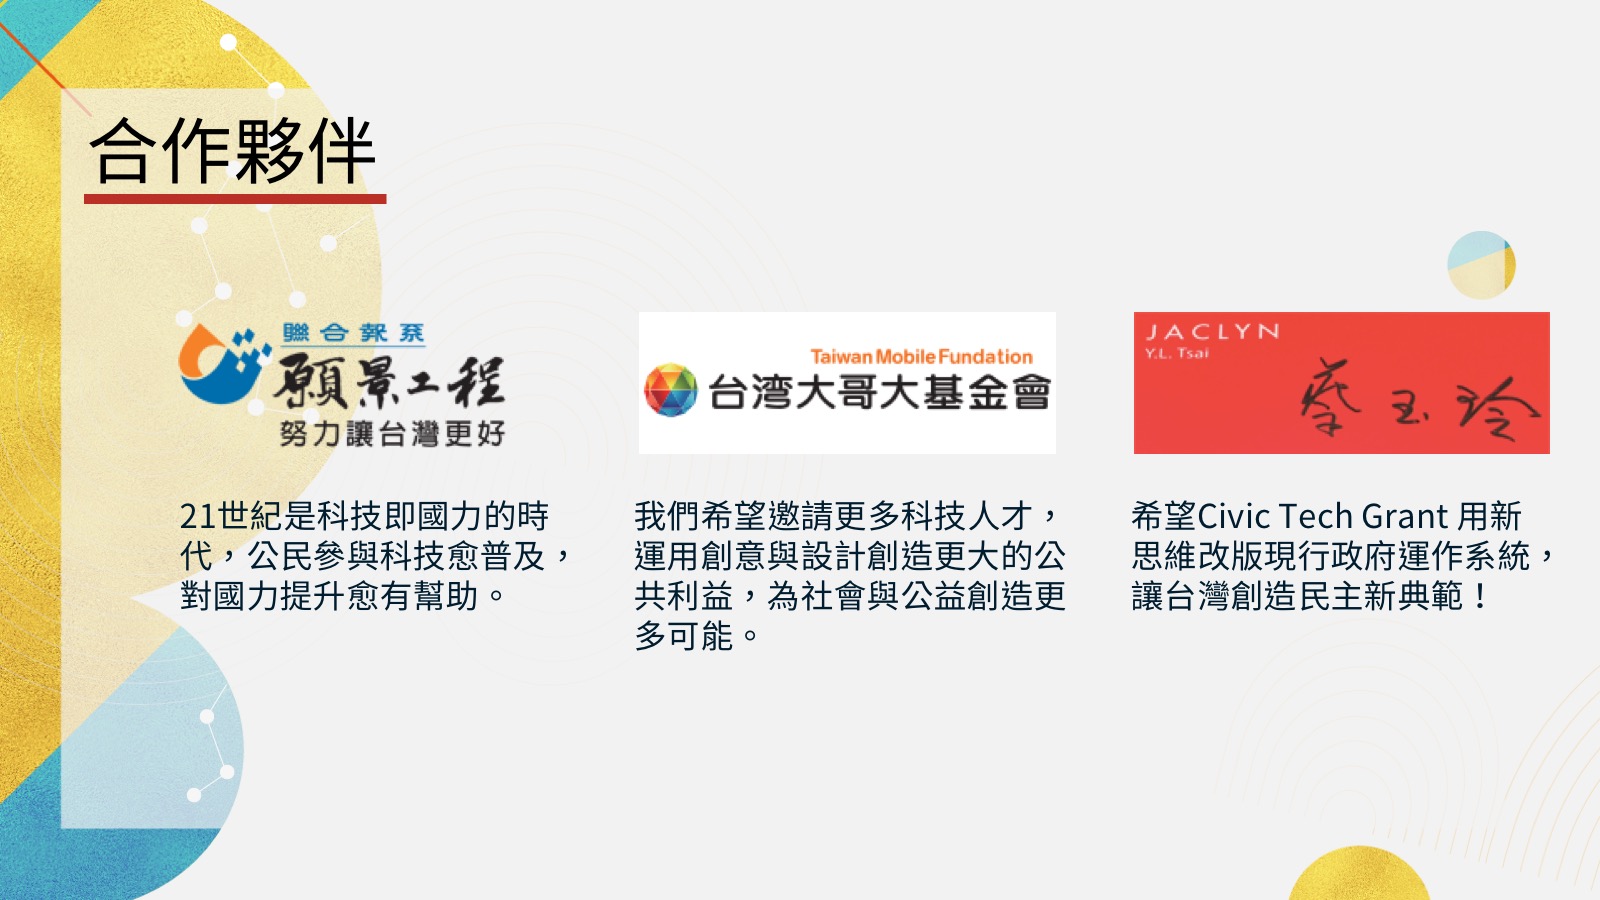 合作夥伴
聯合報系
願景工程
努力讓台灣更好
21世紀是科技即國力的時
代，公民參與科技愈普及，
對國力提升愈有幫助。
Taiwan Mobile Fundation
台湾大哥大基金會
我們希望邀請更多科技人才，
運用創意與設計創造更大的公
共利益，為社會與公益創造更
多可能。
JACLYN
Y.L. Tsai
蔡玉玲
希望Civic Tech Grant 用新
思維改版現行政府運作系統，
讓台灣創造民主新典範！